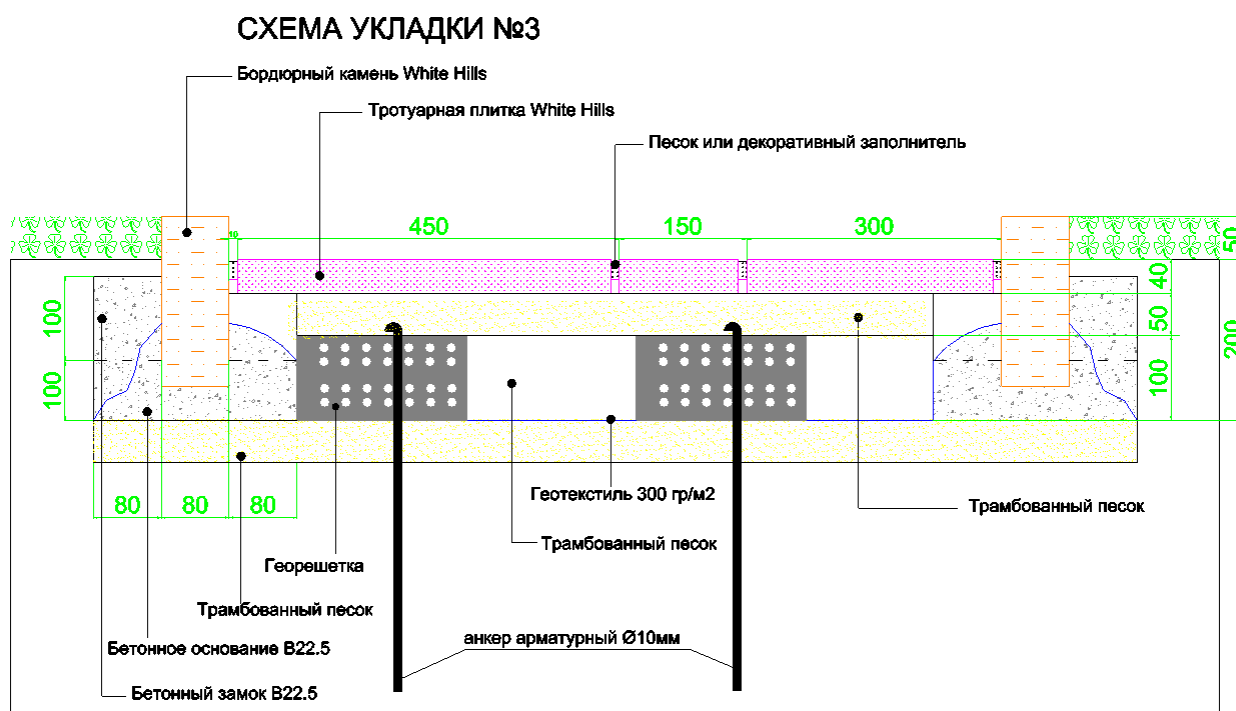 СХЕМА УКЛАДКИ №3
Бордюрный камень White Hills
Тротуарная плитка White Hills
Песок или декоративный заполнитель
10
450
150
300
50
40
50
100
200
100
100
80
80
80
Геотекстиль 300 гр/м2
Трамбованный песок
Трамбованный песок
Георешетка
Трамбованный песок
анкер арматурный Ø10мм
Бетонное основание В22.5
Бетонный замок В22.5